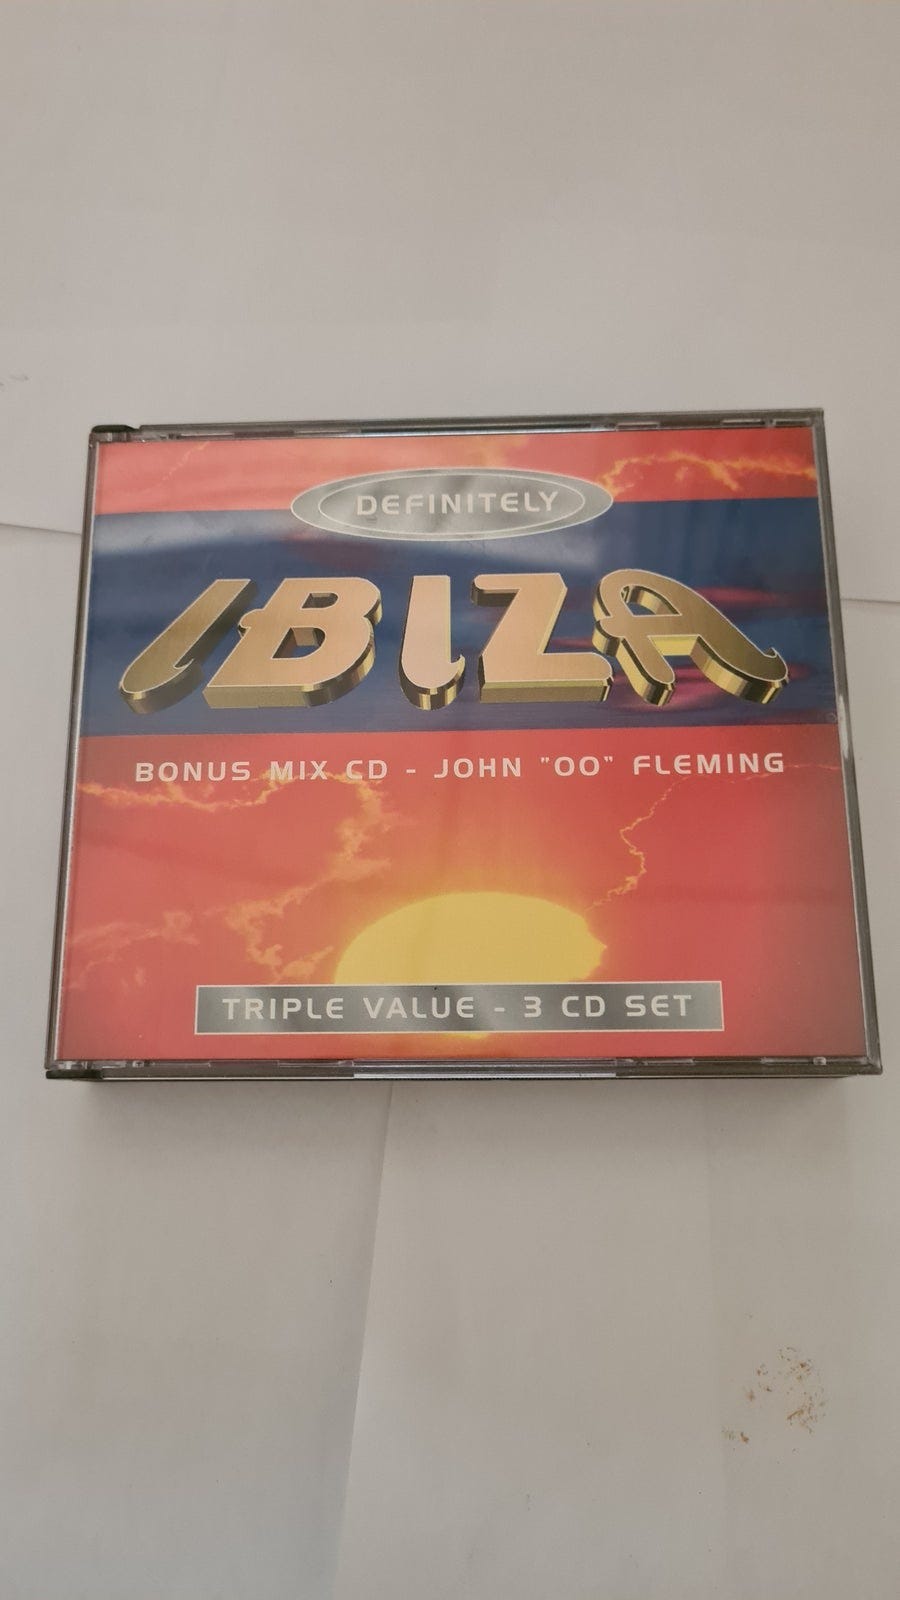 DEFINITELY
IBIZA
BONUS MIX CD - JOHN "OO" FLEMING
TRIPLE VALUE - 3 CD SET